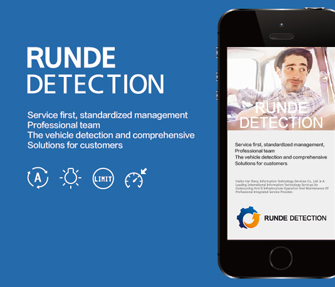 RUNDE
DETECTION
Service first, standardized management
Professional team
The vehicle detection and comprehensive
Solutions for customers
A
LIMIT
RUNDE
DETECTION
Service first, standardized management,
Professional team
The vehicle detection and comprehensive
Solutions for customers
RUNDE DETECTION